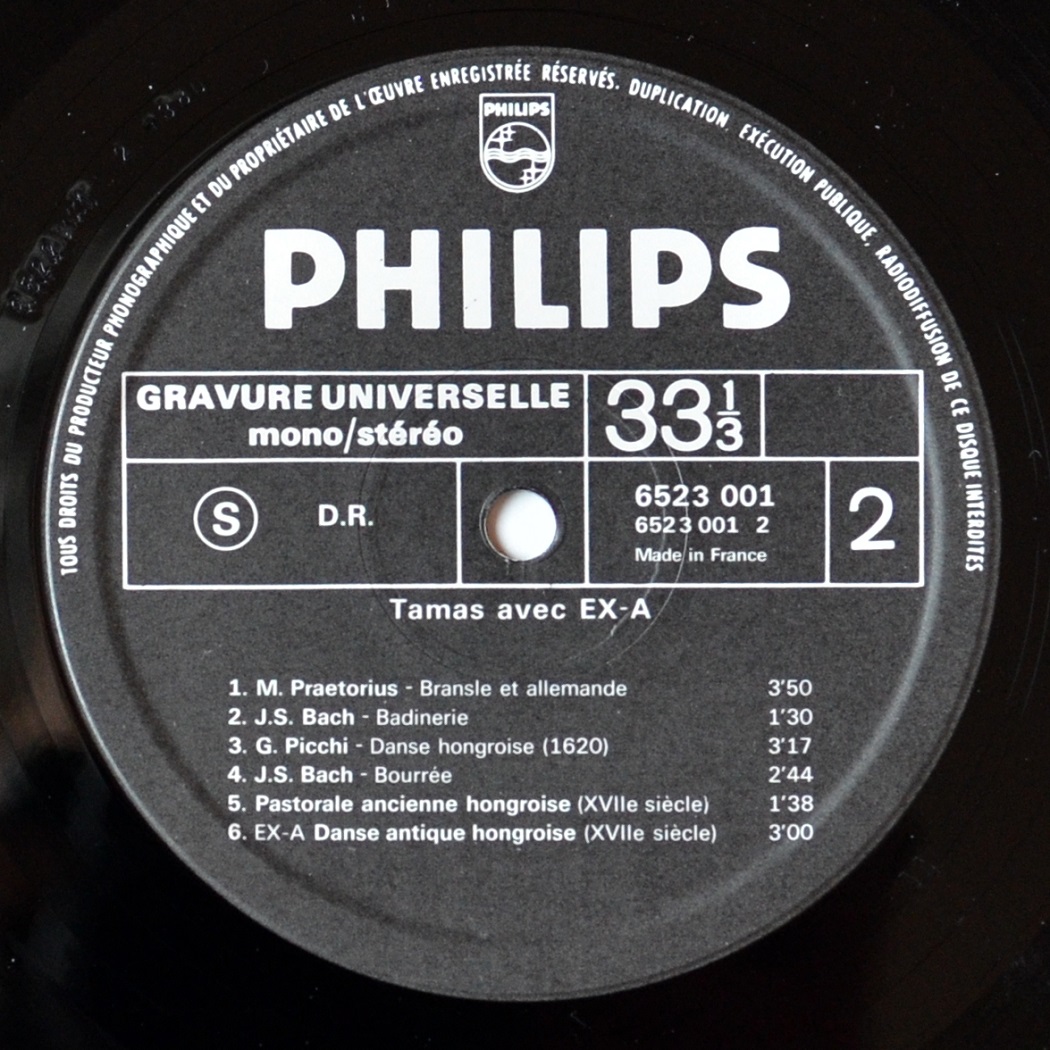 TOUS DROITS DU PRODUCTEUR PHONOGRAPHIQUE ET DU PROPRIÉTAIRE DE L'ŒUVRE ENREGISTRÉE RÉSERVÉS. DUPLICATION, EXÉCUTION PUBLIQUE, RADIODIFFUSION DE CE DISQUE INTERDITES
PHILIPS
PHILIPS
GRAVURE UNIVERSELLE
mono/stéréo
33 1/3
S D.R.
6523 001
6523 001 2
Made in France
2
Tamas avec EX-A
1. M. Praetorius - Bransle et allemande 3'50
2. J.S. Bach - Badinerie 1'30
3. G. Picchi - Danse hongroise (1620) 3'17
4. J.S. Bach - Bourrée 2'44
5. Pastorale ancienne hongroise (XVIIe siècle) 1'38
6. EX-A Danse antique hongroise (XVIIe siècle) 3'00